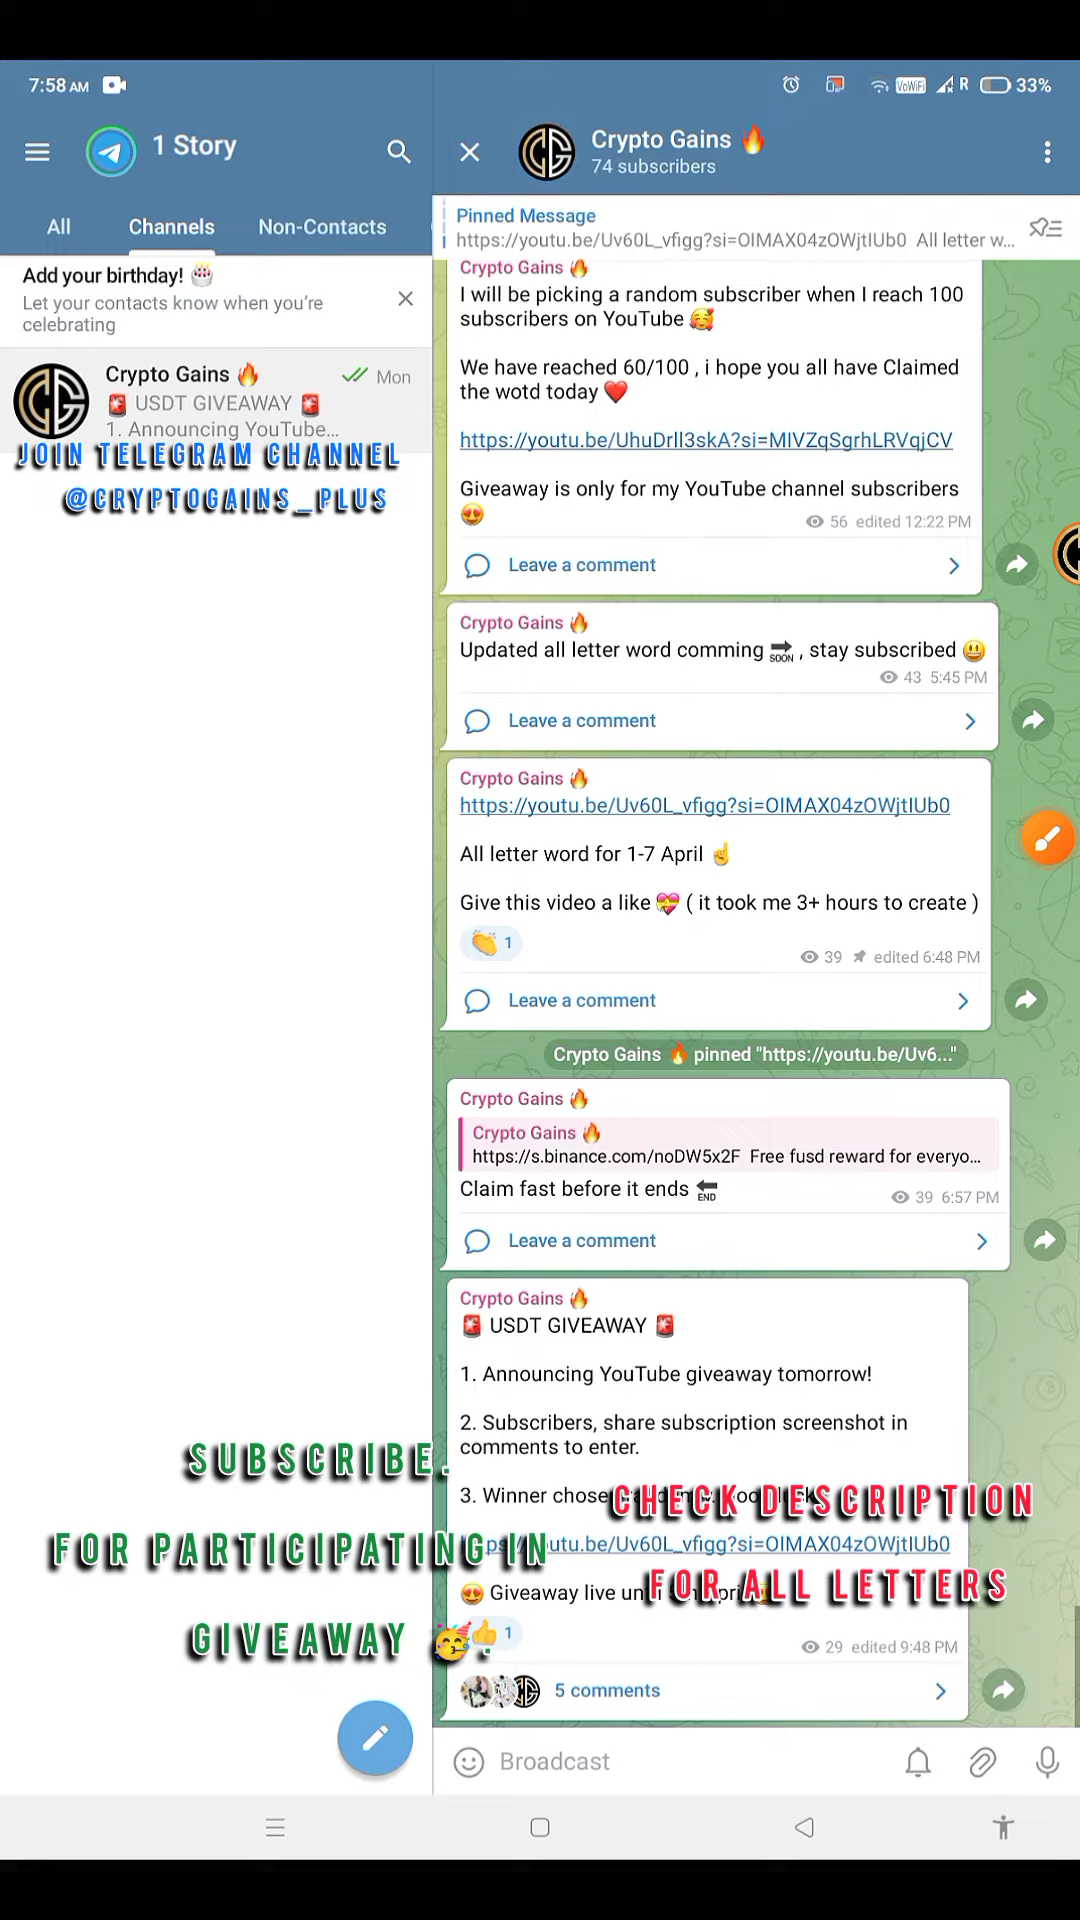 7:58 AM
VoWiFi
R
33%
1 Story
All
Channels
Non-Contacts
Add your birthday! 🎂
Let your contacts know when you're
celebrating
Crypto Gains 🔥
Mon
🚨 USDT GIVEAWAY 🚨
1. Announcing YouTube...
JOIN TELEGRAM CHANNEL
@CRYPTOGAINS_PLUS
Crypto Gains 🔥
74 subscribers
Pinned Message
https://youtu.be/Uv60L_vfigg?si=OIMAX04zOWjtIUb0 All letter w...
Crypto Gains 🔥
I will be picking a random subscriber when I reach 100
subscribers on YouTube 🥰
We have reached 60/100 , i hope you all have Claimed
the wotd today ❤️
https://youtu.be/UhuDrll3skA?si=MIVZqSgrhLRVqjCV
Giveaway is only for my YouTube channel subscribers
😍
56 edited 12:22 PM
Leave a comment
Crypto Gains 🔥
Updated all letter word comming 🔜 , stay subscribed 😃
43 5:45 PM
Leave a comment
Crypto Gains 🔥
https://youtu.be/Uv60L_vfigg?si=OIMAX04zOWjtIUb0
All letter word for 1-7 April ☝️
Give this video a like 💝 ( it took me 3+ hours to create )
👏 1
39 edited 6:48 PM
Leave a comment
Crypto Gains 🔥 pinned "https://youtu.be/Uv6..."
Crypto Gains 🔥
Crypto Gains 🔥
https://s.binance.com/noDW5x2F Free fusd reward for everyo...
Claim fast before it ends 🔚
39 6:57 PM
Leave a comment
Crypto Gains 🔥
🚨 USDT GIVEAWAY 🚨
1. Announcing YouTube giveaway tomorrow!
2. Subscribers, share subscription screenshot in
comments to enter.
3. Winner chose
ps://youtu.be/Uv60L_vfigg?si=OIMAX04zOWjtIUb0
😍 Giveaway live unti
👍 1
29 edited 9:48 PM
5 comments
SUBSCRIBE.
FOR PARTICIPATING IN
GIVEAWAY 🥳.
CHECK DESCRIPTION
FOR ALL LETTERS
Broadcast